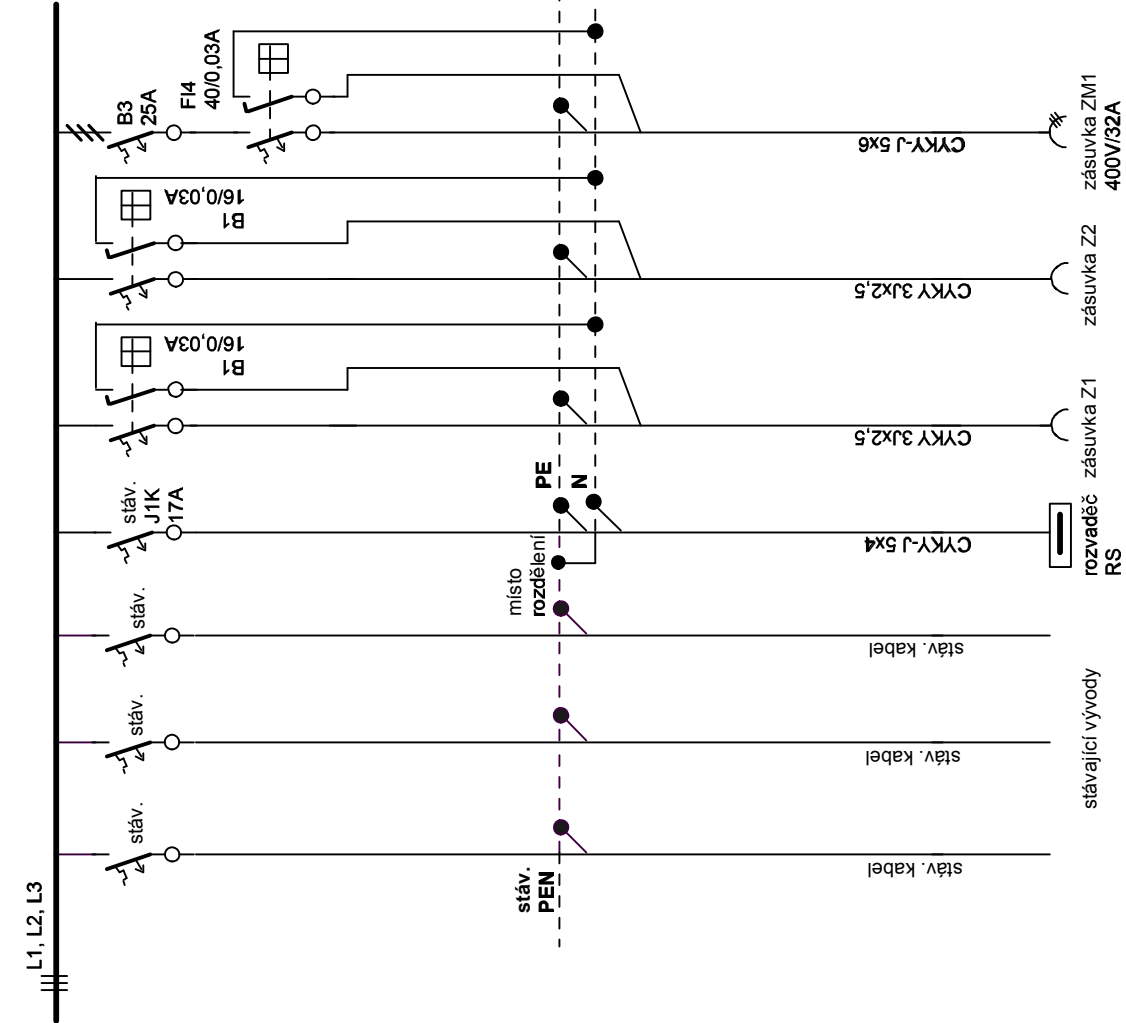 L1, L2, L3
stáv.
stáv. kabel
stáv.
PEN
stáv.
stáv. kabel
stáv.
stáv. kabel
stávající vývody
místo
rozdělení
stáv.
J1K
17A
PE
N
CYKY-J 5x4
rozvaděč
RS
B1
16/0,03A
CYKY 3Jx2,5
zásuvka Z1
B1
16/0,03A
CYKY 3Jx2,5
zásuvka Z2
B3
25A
FI4
40/0,03A
CYKY-J 5x6
zásuvka ZM1
400V/32A